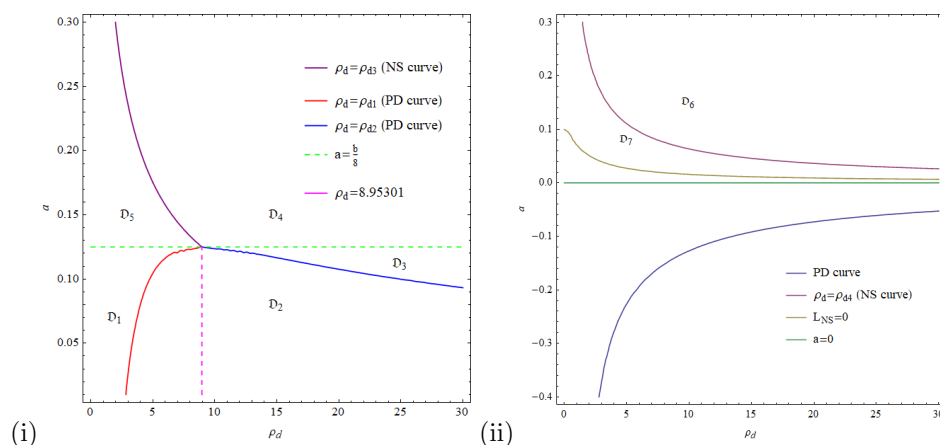 0.30
0.25
0.20
0.15
0.10
0.05
a
0
5
10
15
20
25
30
ρd
ρd=ρd3 (NS curve)
ρd=ρd1 (PD curve)
ρd=ρd2 (PD curve)
a=b/8
ρd=8.95301
D5
D4
D3
D1
D2
(i)
0.3
0.2
0.1
0.0
-0.1
-0.2
-0.3
-0.4
a
0
5
10
15
20
25
30
ρd
D6
D7
PD curve
ρd=ρd4 (NS curve)
LNS=0
a=0
(ii)